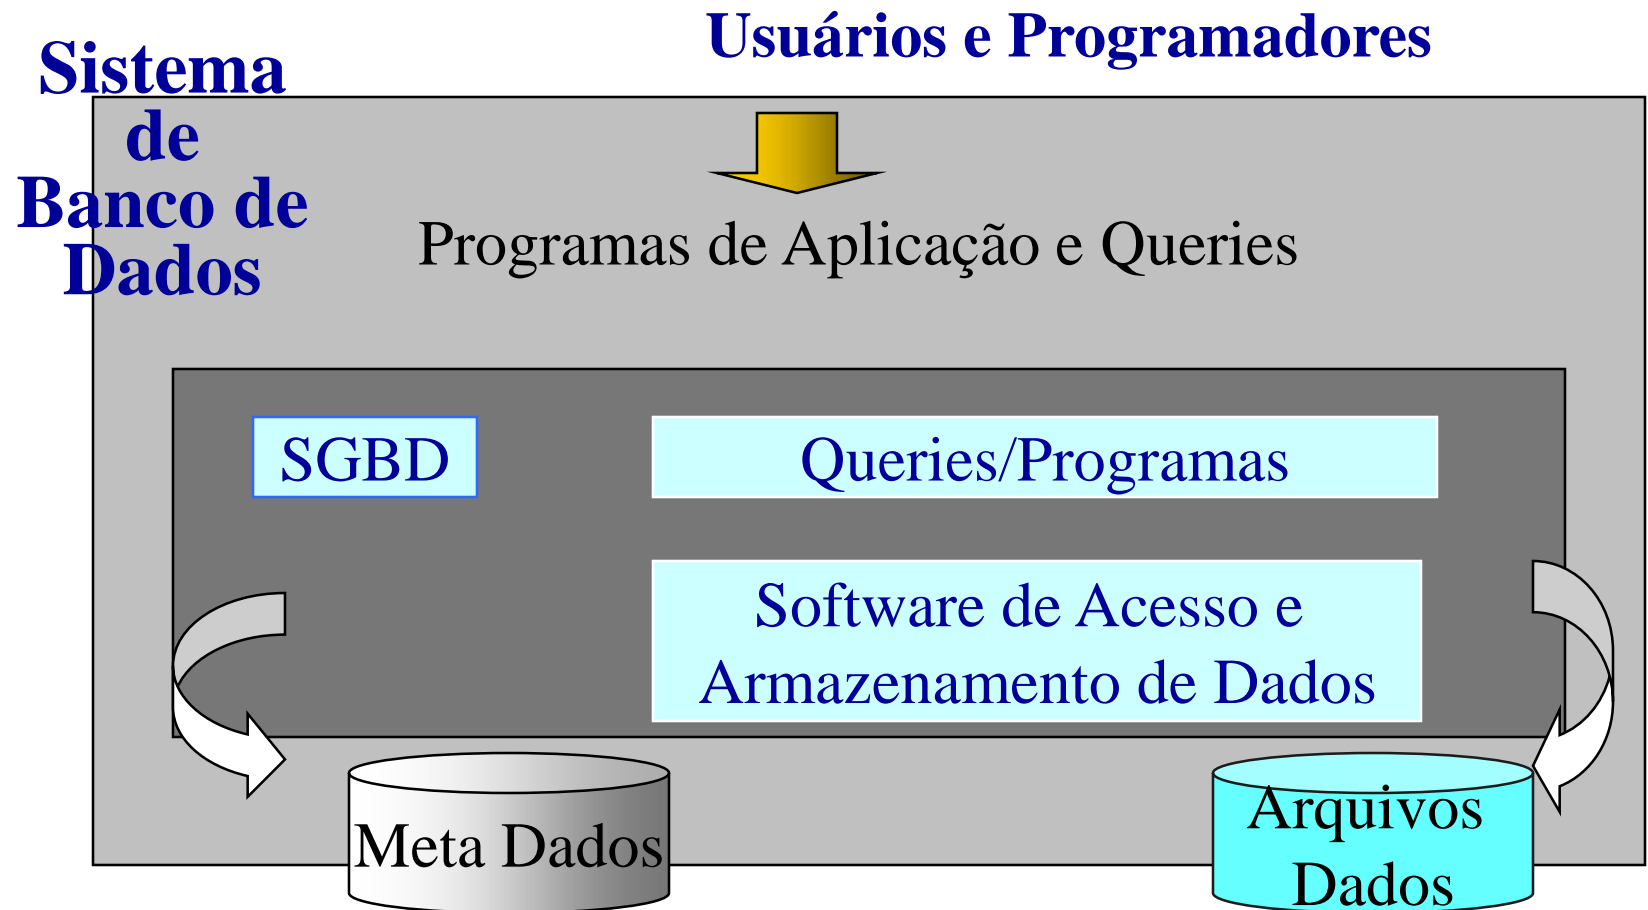 Usuários e Programadores
Sistema
de
Banco de
Dados
Programas de Aplicação e Queries
SGBD
Queries/Programas
Software de Acesso e
Armazenamento de Dados
Meta Dados
Arquivos
Dados